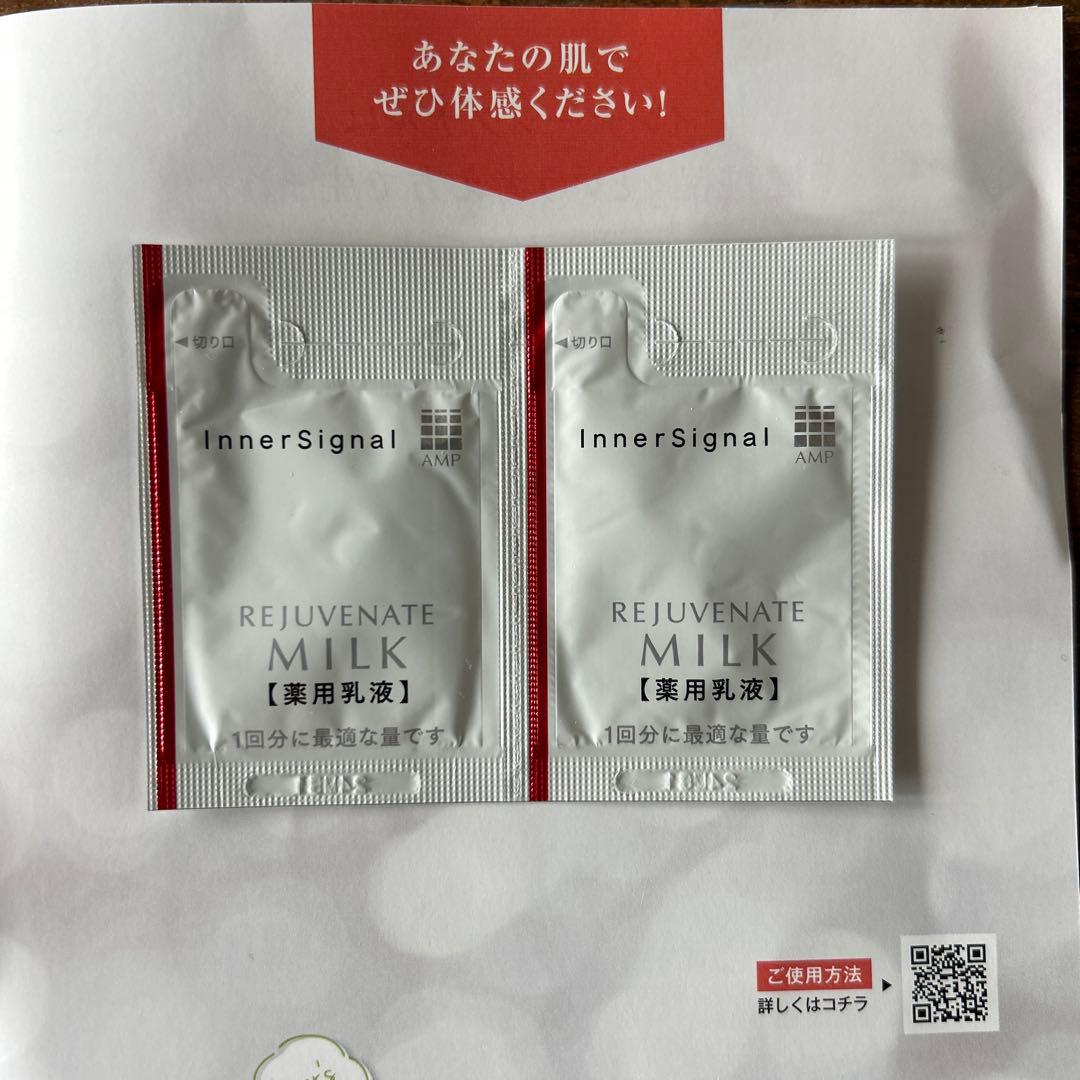 あなたの肌で
ぜひ体感ください!
◀切り口
InnerSignal
AMP
REJUVENATE
MILK
【薬用乳液】
1回分に最適な量です
◀切り口
InnerSignal
AMP
REJUVENATE
MILK
【薬用乳液】
1回分に最適な量です
ご使用方法
詳しくはコチラ